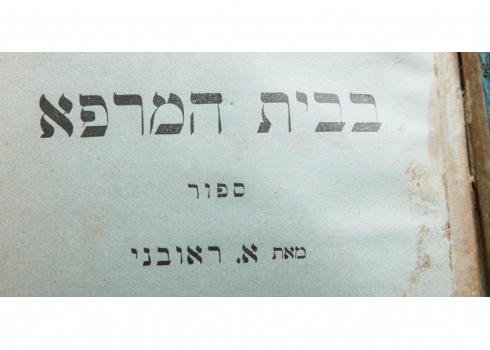 בבית המרפא
ספור
מאת א. ראובני